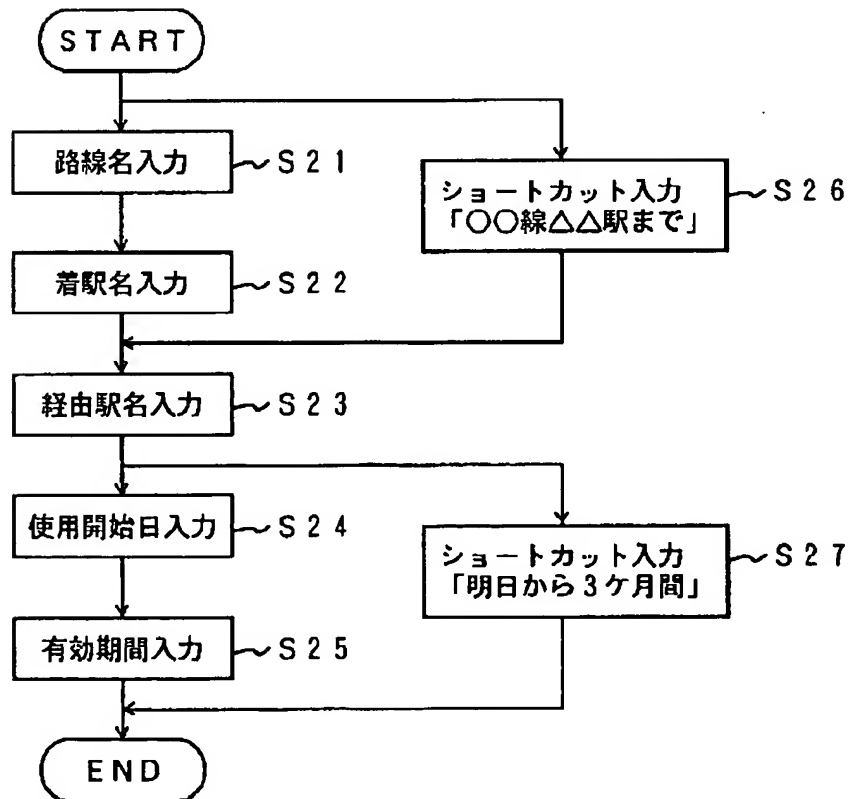 START
路線名入力
S21
ショートカット入力
「○○線△△駅まで」
S26
着駅名入力
S22
経由駅名入力
S23
使用開始日入力
S24
ショートカット入力
「明日から3ケ月間」
S27
有効期間入力
S25
END